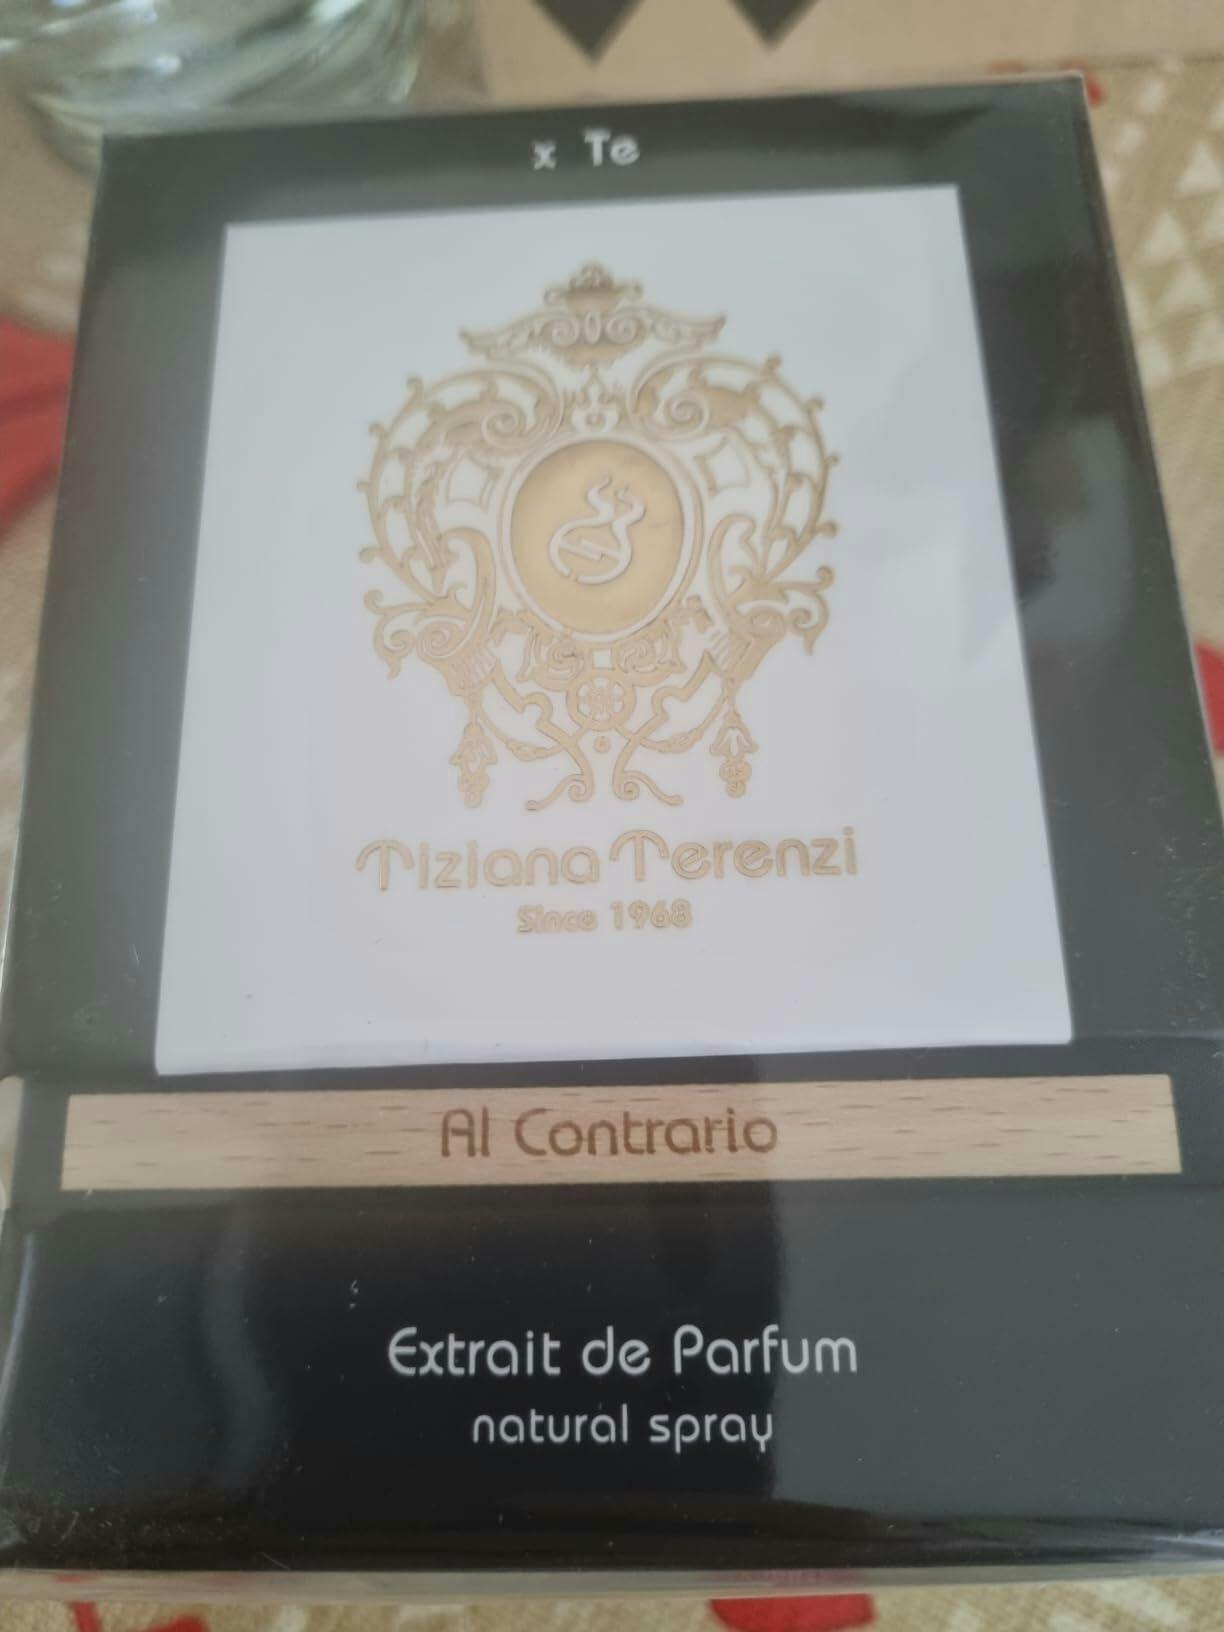 x Te
Tiziana Terenzi
Since 1968
Al Contrario
Extrait de Parfum
natural spray